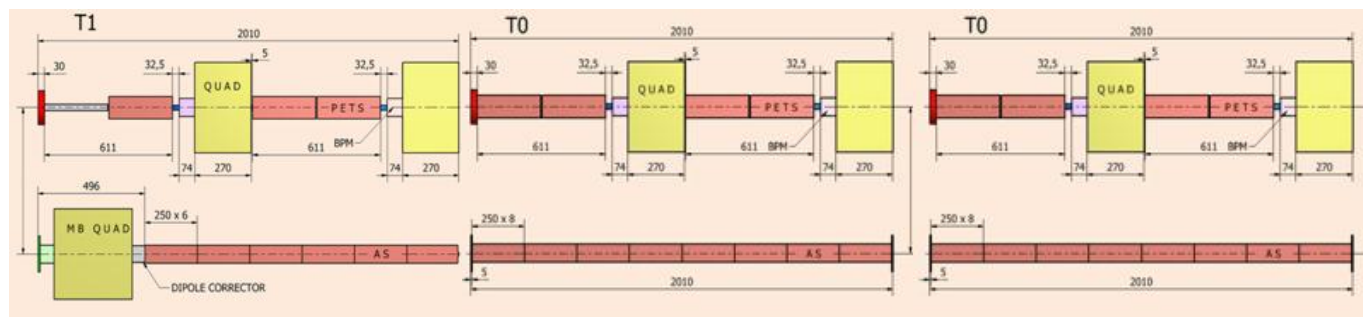 T1
T0
T0
2010
2010
2010
30
32,5
5
32,5
30
32,5
5
32,5
30
32,5
5
32,5
QUAD
QUAD
QUAD
PETS
PETS
PETS
BPM
BPM
BPM
611
611
611
611
611
611
74
270
74
270
74
270
74
270
74
270
74
270
496
250 x 6
250 x 8
250 x 8
MB QUAD
AS
AS
AS
5
5
DIPOLE CORRECTOR
2010
2010